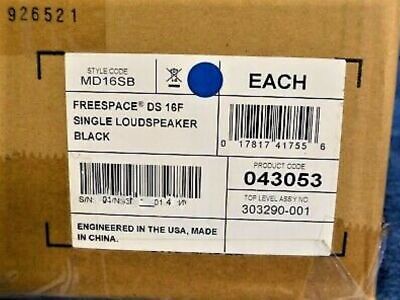 926521
STYLE CODE
MD16SB
EACH
FREESPACE® DS 16F
SINGLE LOUDSPEAKER
BLACK
0 17817 41755 6
PRODUCT CODE
043053
TOP LEVEL ASS'Y NO
303290-001
S/N:
ENGINEERED IN THE USA, MADE
IN CHINA.